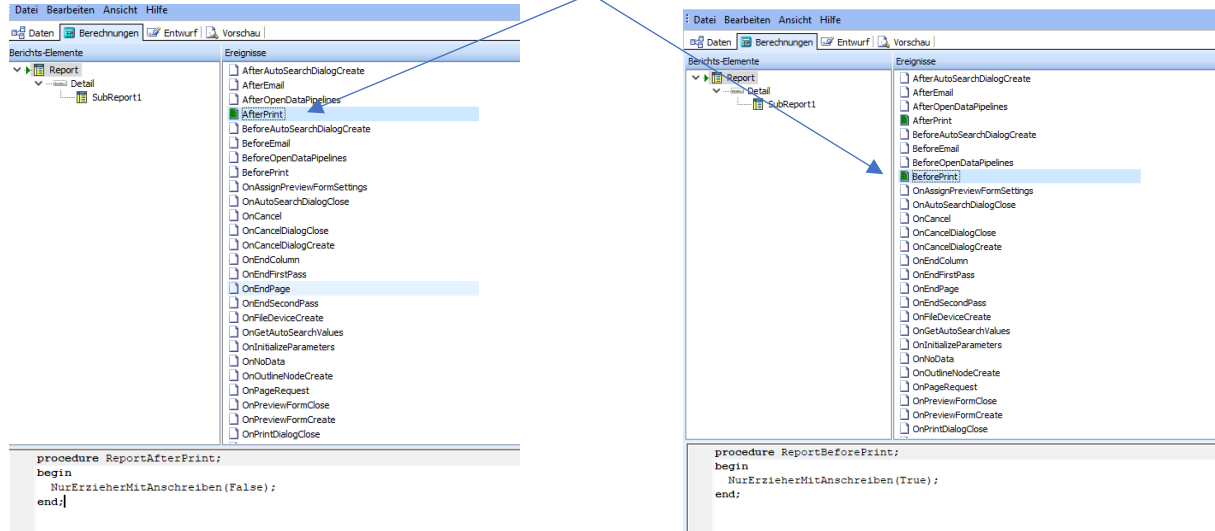 Datei Bearbeiten Ansicht Hilfe
Daten Berechnungen Entwurf Vorschau
Berichts-Elemente Ereignisse
Report
Detail
SubReport1
AfterAutoSearchDialogCreate
AfterEmail
AfterOpenDataPipelines
AfterPrint
BeforeAutoSearchDialogCreate
BeforeEmail
BeforeOpenDataPipelines
BeforePrint
OnAssignPreviewFormSettings
OnAutoSearchDialogClose
OnCancel
OnCancelDialogClose
OnCancelDialogCreate
OnEndColumn
OnEndFirstPass
OnEndPage
OnEndSecondPass
OnFileDeviceCreate
OnGetAutoSearchValues
OnInitializeParameters
OnNoData
OnOutlineNodeCreate
OnPageRequest
OnPreviewFormClose
OnPreviewFormCreate
OnPrintDialogClose
procedure ReportAfterPrint;
begin
NurErzieherMitAnschreiben(False);
end;
Datei Bearbeiten Ansicht Hilfe
Daten Berechnungen Entwurf Vorschau
Berichts-Elemente Ereignisse
Report
Detail
SubReport1
AfterAutoSearchDialogCreate
AfterEmail
AfterOpenDataPipelines
AfterPrint
BeforeAutoSearchDialogCreate
BeforeEmail
BeforeOpenDataPipelines
BeforePrint
OnAssignPreviewFormSettings
OnAutoSearchDialogClose
OnCancel
OnCancelDialogClose
OnCancelDialogCreate
OnEndColumn
OnEndFirstPass
OnEndPage
OnEndSecondPass
OnFileDeviceCreate
OnGetAutoSearchValues
OnInitializeParameters
OnNoData
OnOutlineNodeCreate
OnPageRequest
OnPreviewFormClose
OnPreviewFormCreate
OnPrintDialogClose
procedure ReportBeforePrint;
begin
NurErzieherMitAnschreiben(True);
end;